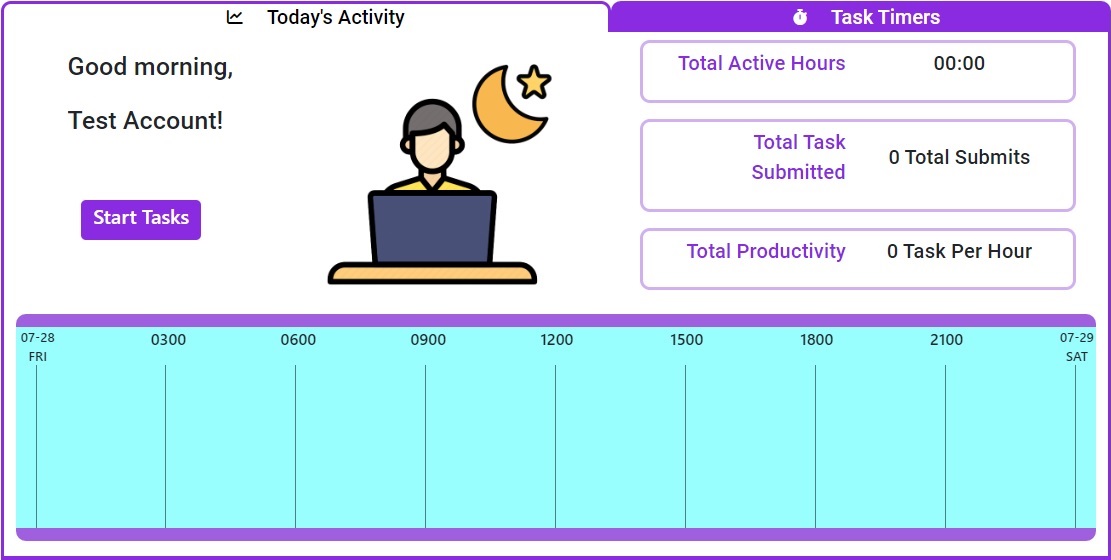 Today's Activity
Task Timers
Good morning,
Test Account!
Start Tasks
Total Active Hours 00:00
Total Task
Submitted
0 Total Submits
Total Productivity 0 Task Per Hour
07-28 0300 0600 0900 1200 1500 1800 2100 07-29
FRI SAT